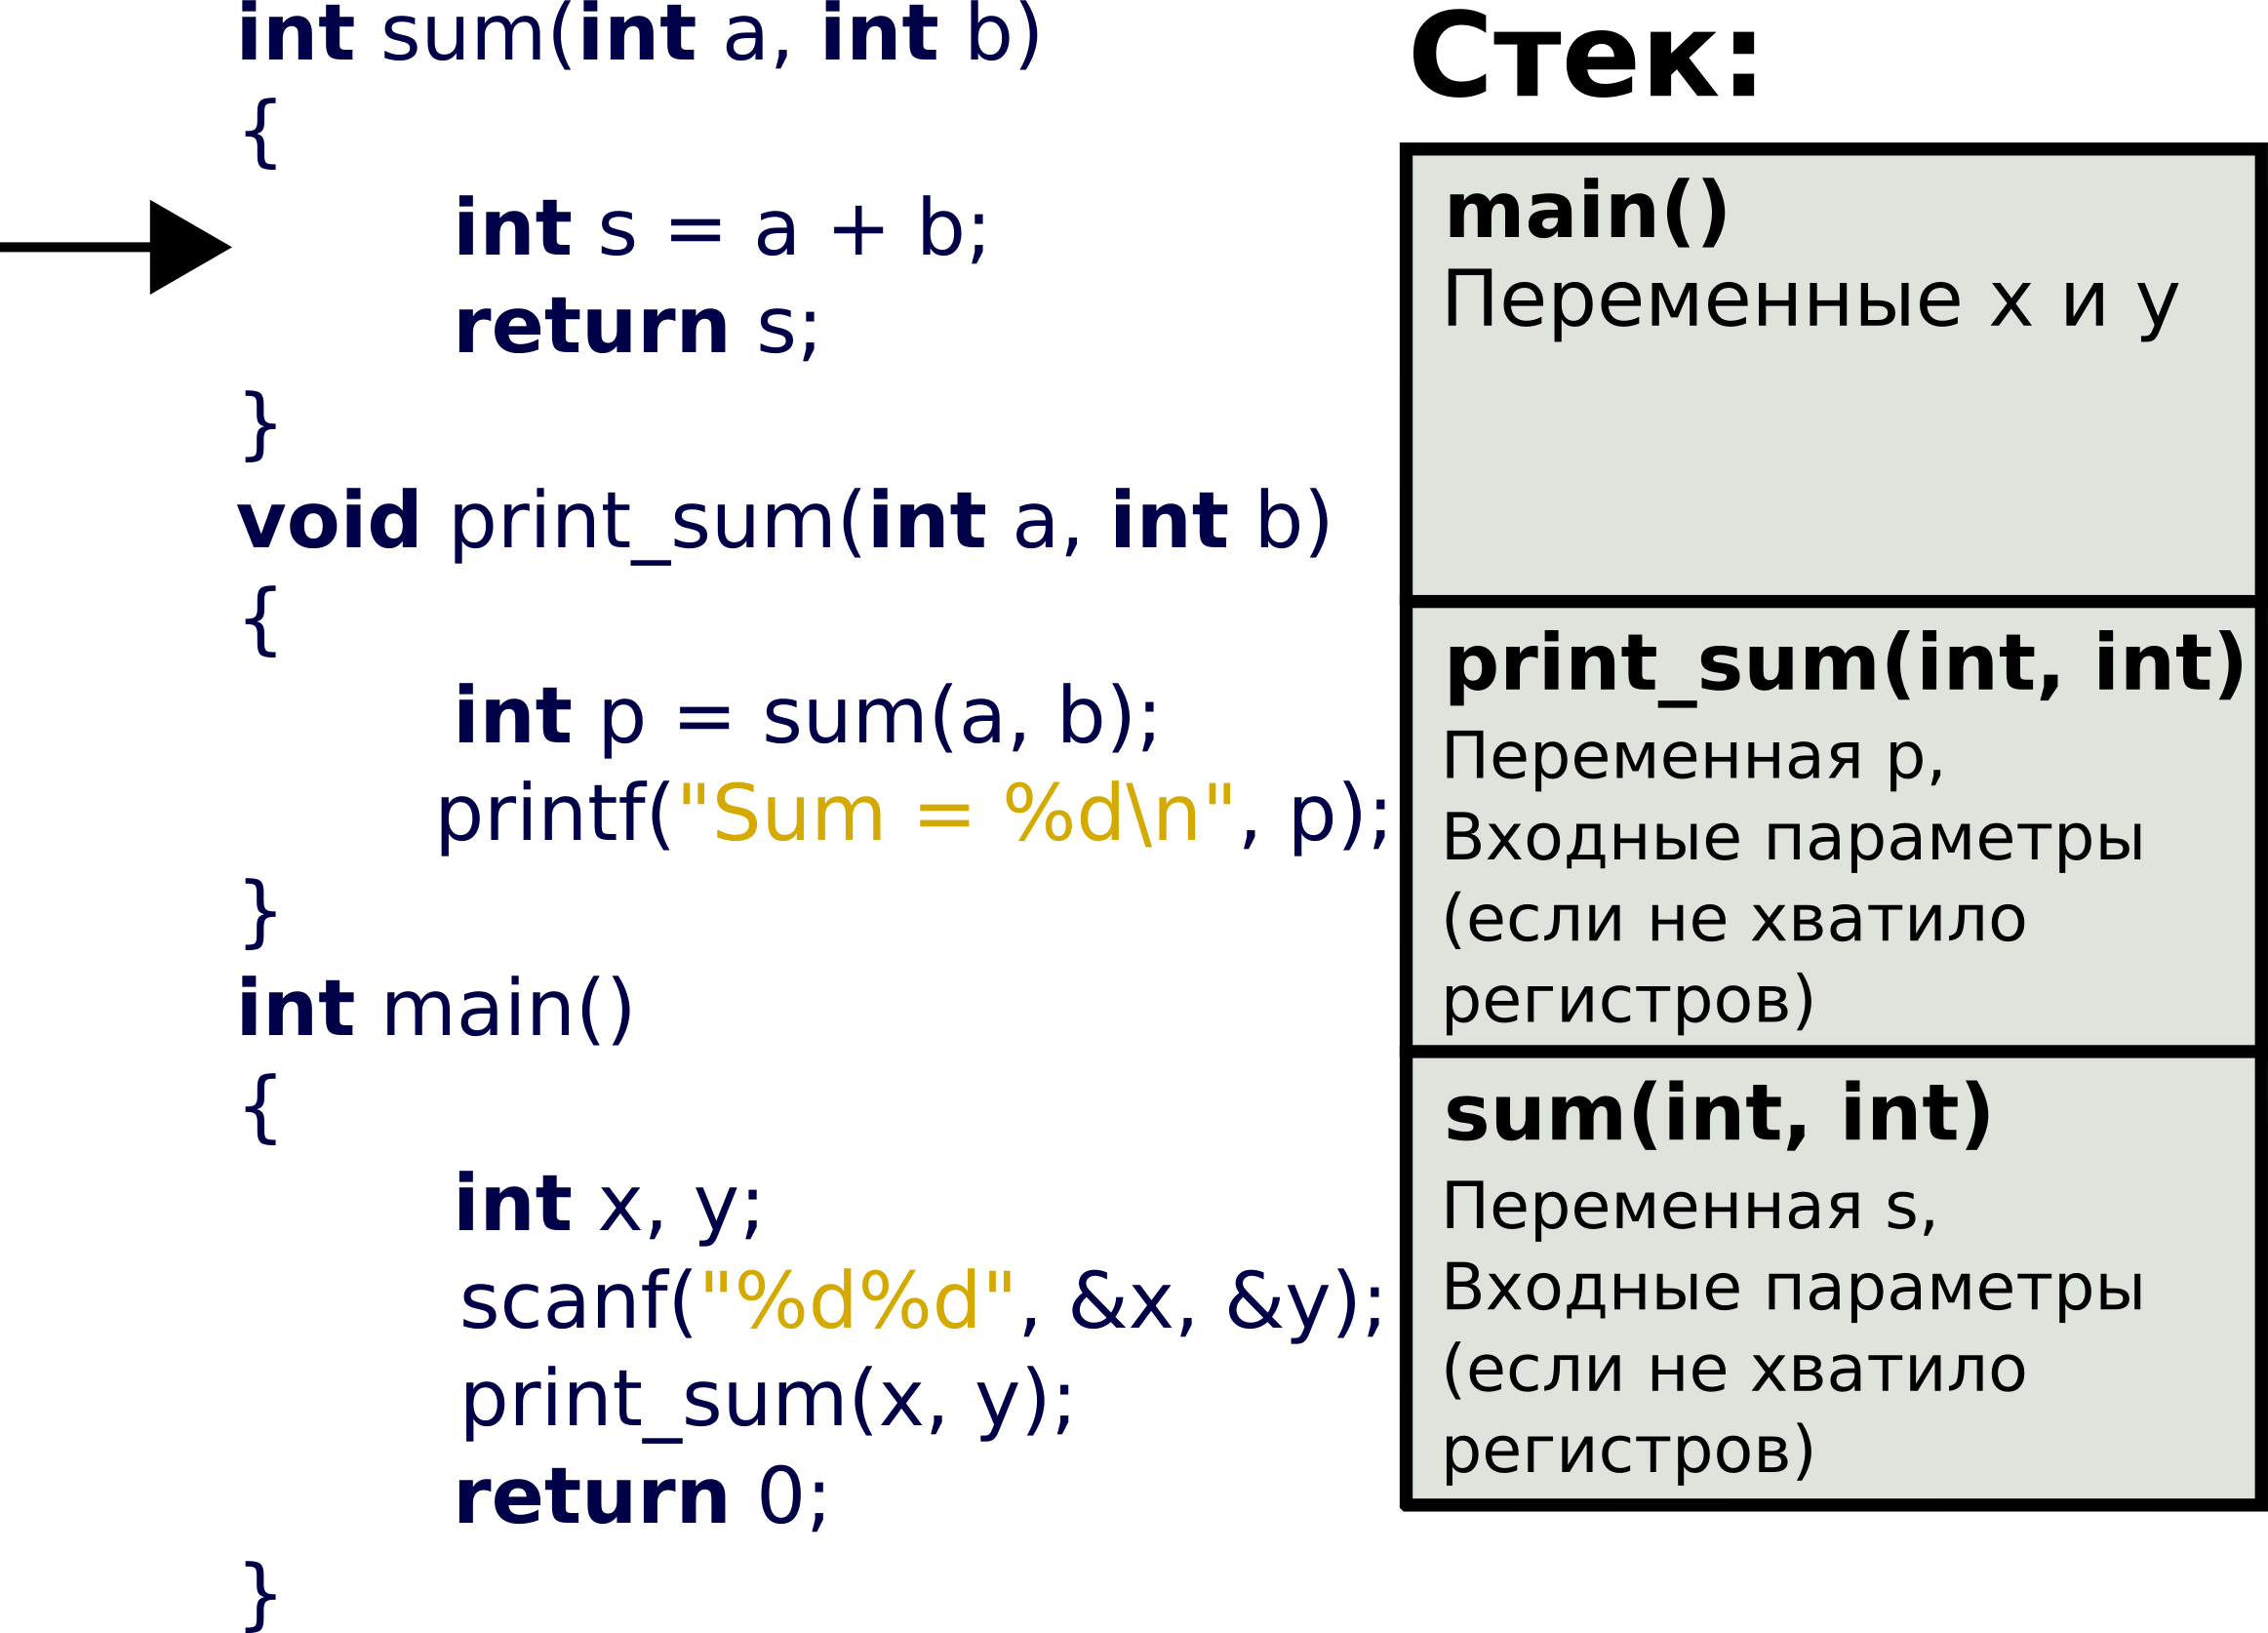 int sum(int a, int b)
{
int s = a + b;
return s;
}
void print_sum(int a, int b)
{
int p = sum(a, b);
printf("Sum = %d\n", p);
}
int main()
{
int x, y;
scanf("%d%d", &x, &y);
print_sum(x, y);
return 0;
}
Стек:
main()
Переменные x и y
print_sum(int, int)
Переменная p,
Входные параметры
(если не хватило
регистров)
sum(int, int)
Переменная s,
Входные параметры
(если не хватило
регистров)